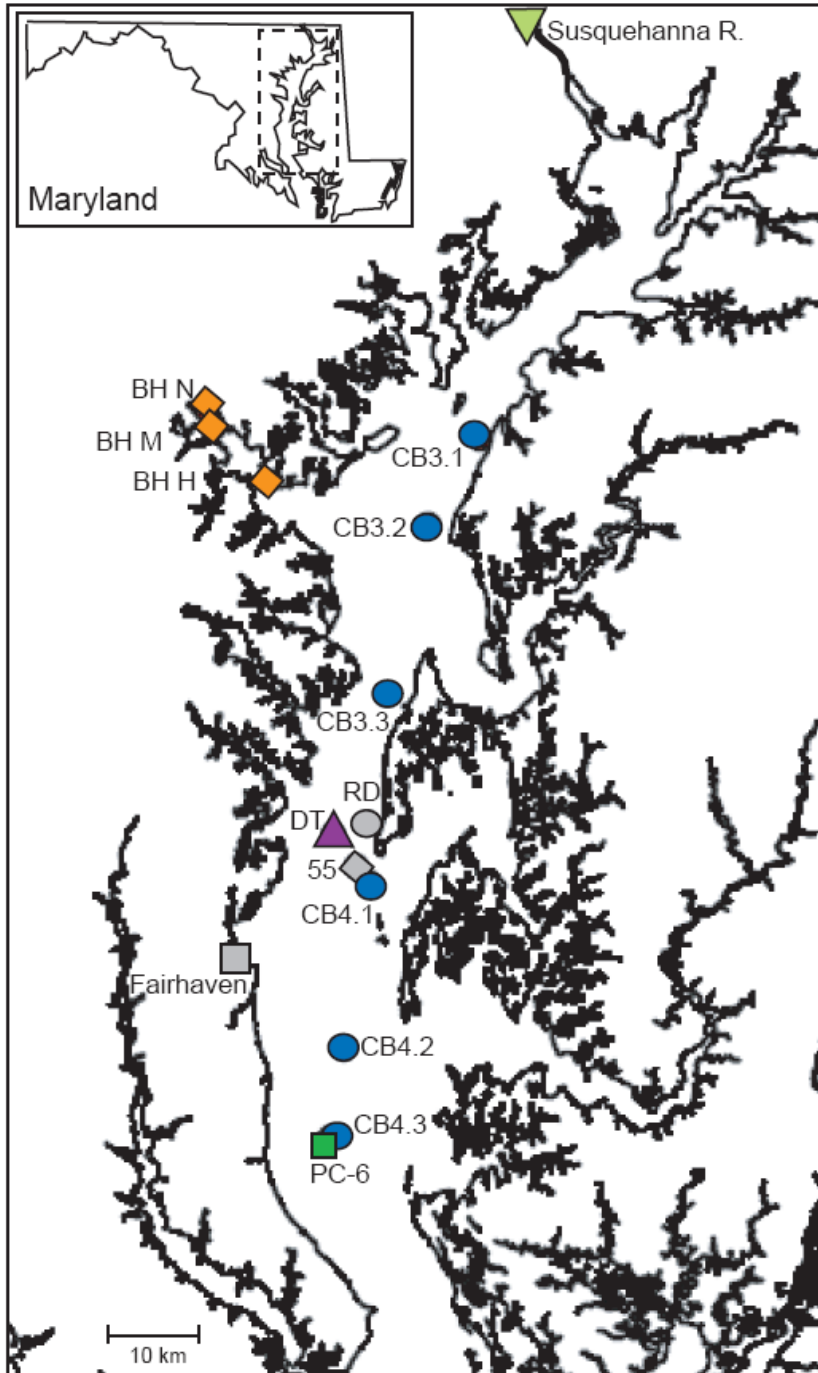 Susquehanna R.
Maryland
BH N
BH M
BH H
CB3.1
CB3.2
CB3.3
RD
DT
55
CB4.1
Fairhaven
CB4.2
CB4.3
PC-6
10 km